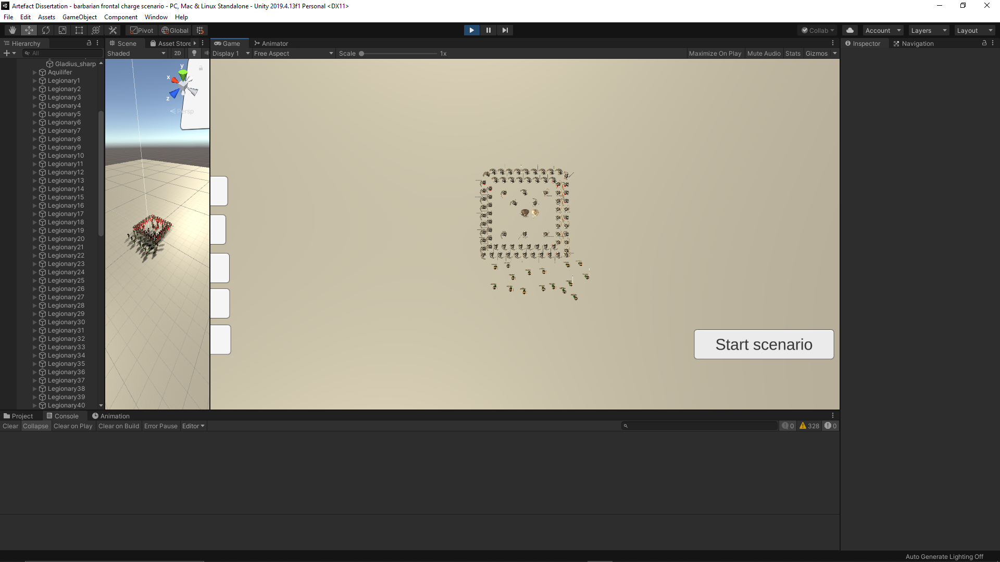 Artefact Dissertation - barbarian frontal charge scenario - PC, Mac & Linux Standalone - Unity 2019.4.13f1 Personal <DX11>
File Edit Assets GameObject Component Window Help
Pivot Global Collab Account Layers Layout
Hierarchy Scene Asset Store Game Animator Inspector Navigation
All Shaded 2D Display 1 Free Aspect Scale 1x Maximize On Play Mute Audio Stats Gizmos
Gladius_sharp
Aquilifer
Legionary1
Legionary2
Legionary3
Legionary4
Legionary5
Legionary6
Legionary7
Legionary8
Legionary9
Legionary10
Legionary11
Legionary12
Legionary13
Legionary14
Legionary15
Legionary16
Legionary17
Legionary18
Legionary19
Legionary20
Legionary21
Legionary22
Legionary23
Legionary24
Legionary25
Legionary26
Legionary27
Legionary28
Legionary29
Legionary30
Legionary31
Legionary32
Legionary33
Legionary34
Legionary35
Legionary36
Legionary37
Legionary38
Legionary39
Legionary40
y
x
z
Persp
Start scenario
Project Console Animation
Clear Collapse Clear on Play Clear on Build Error Pause Editor 0 328 0
Auto Generate Lighting Off